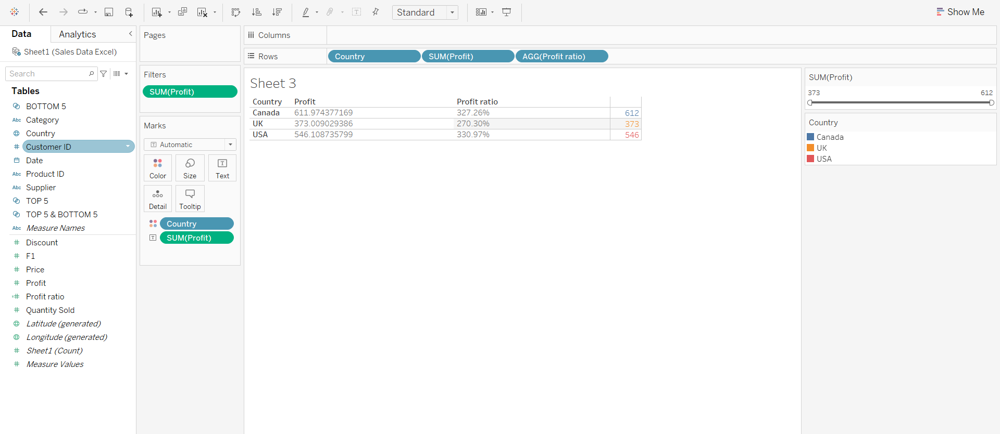 Standard
Show Me
Data
Analytics
Sheet1 (Sales Data Excel)
Search
Tables
BOTTOM 5
Abc Category
Country
Customer ID
Date
Abc Product ID
Abc Supplier
TOP 5
TOP 5 & BOTTOM 5
Abc Measure Names
Discount
F1
Price
Profit
Profit ratio
Quantity Sold
Latitude (generated)
Longitude (generated)
Sheet1 (Count)
Measure Values
Pages
Filters
SUM(Profit)
Marks
Automatic
Color Size Text
Detail Tooltip
Country
SUM(Profit)
Columns
Rows Country SUM(Profit) AGG(Profit ratio)
Sheet 3
Country Profit Profit ratio
Canada 611.974377169 327.26% 612
UK 373.009029386 270.30% 373
USA 546.108735799 330.97% 546
SUM(Profit)
373 612
Country
Canada
UK
USA